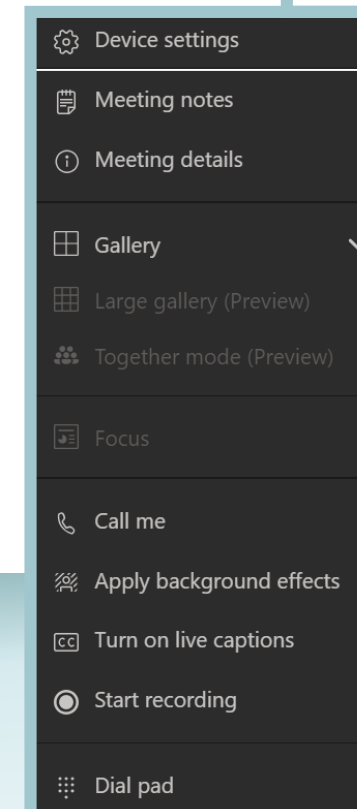 Device settings
Meeting notes
Meeting details
Gallery
Large gallery (Preview)
Together mode (Preview)
Focus
Call me
Apply background effects
CC Turn on live captions
Start recording
Dial pad